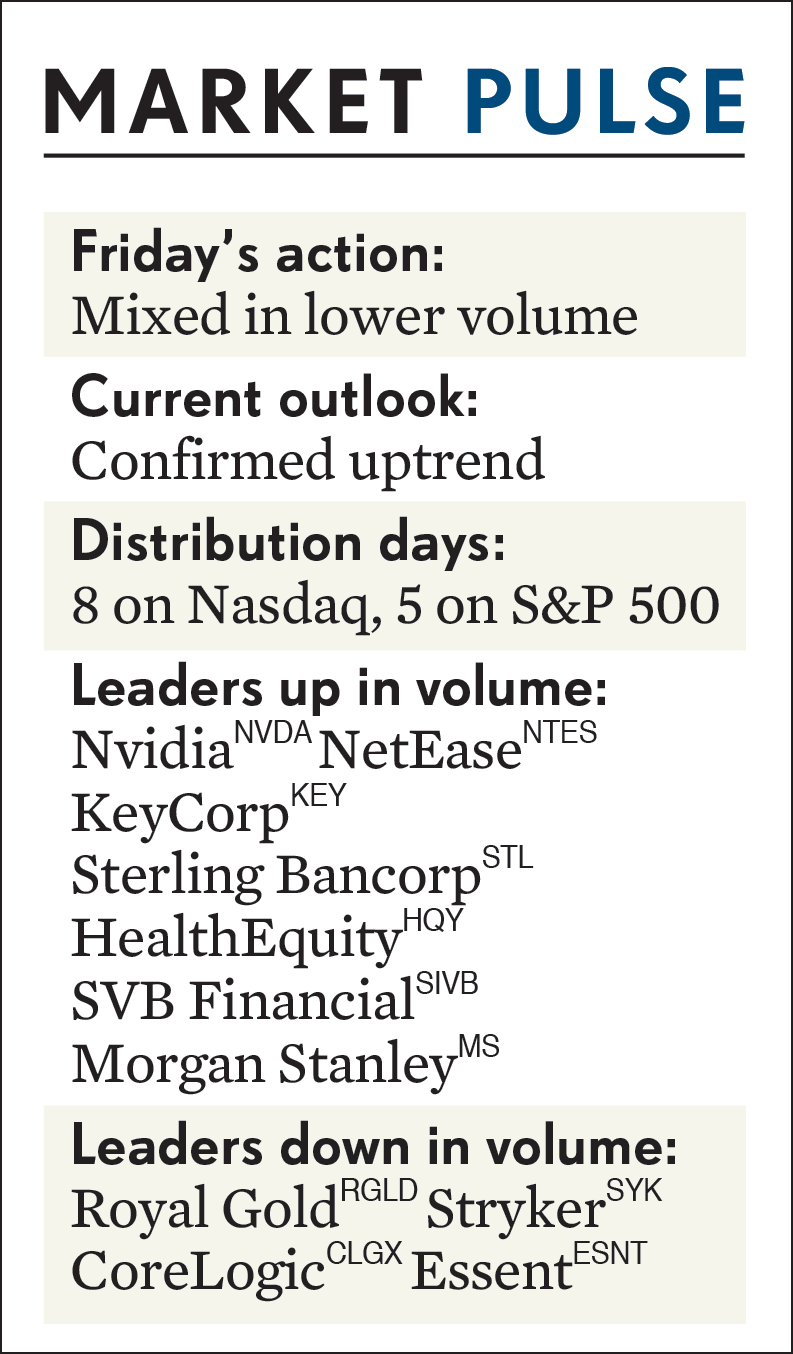 MARKET PULSE
Friday’s action:
Mixed in lower volume
Current outlook:
Confirmed uptrend
Distribution days:
8 on Nasdaq, 5 on S&P 500
Leaders up in volume:
Nvidia NVDA NetEase NTES
KeyCorp KEY
Sterling Bancorp STL
HealthEquity HQY
SVB Financial SIVB
Morgan Stanley MS
Leaders down in volume:
Royal Gold RGLD Stryker SYK
CoreLogic CLGX Essent ESNT